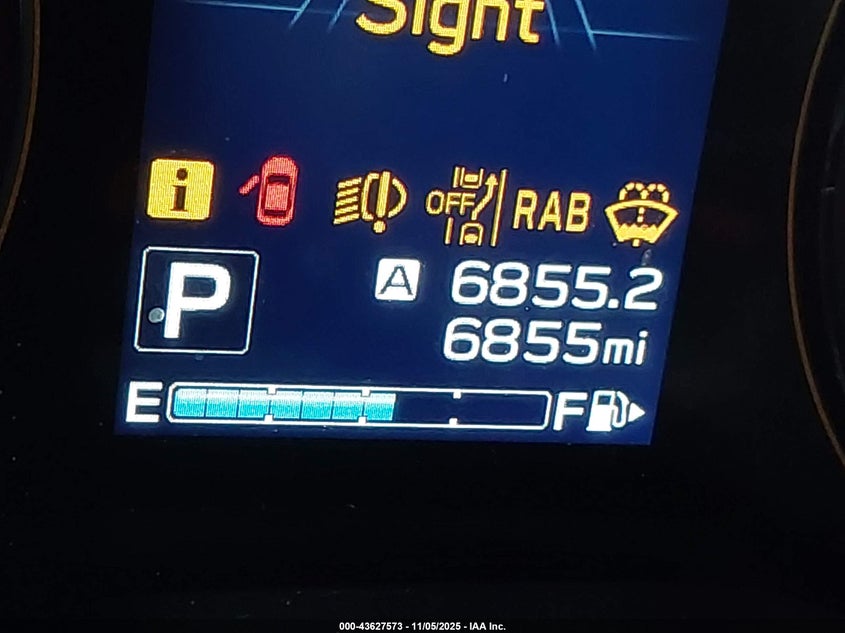 Sight
i
OFF RAB
P A 6855.2
6855mi
E F
000-43627573 - 11/05/2025 - IAA Inc.